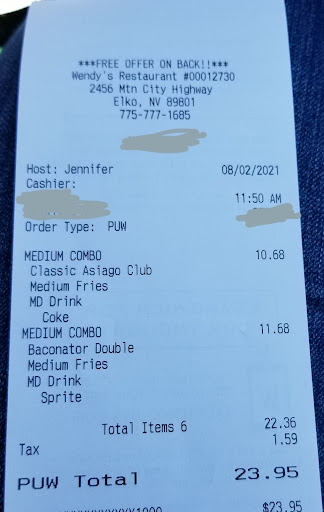 ***FREE OFFER ON BACK!!***
Wendy's Restaurant #00012730
2456 Mtn City Highway
Elko, NV 89801
775-777-1685
Host: Jennifer 08/02/2021
Cashier:
11:50 AM
Order Type: PUW
MEDIUM COMBO 10.68
Classic Asiago Club
Medium Fries
MD Drink
Coke
MEDIUM COMBO 11.68
Baconator Double
Medium Fries
MD Drink
Sprite
Total Items 6 22.36
Tax 1.59
PUW Total 23.95
$23.95